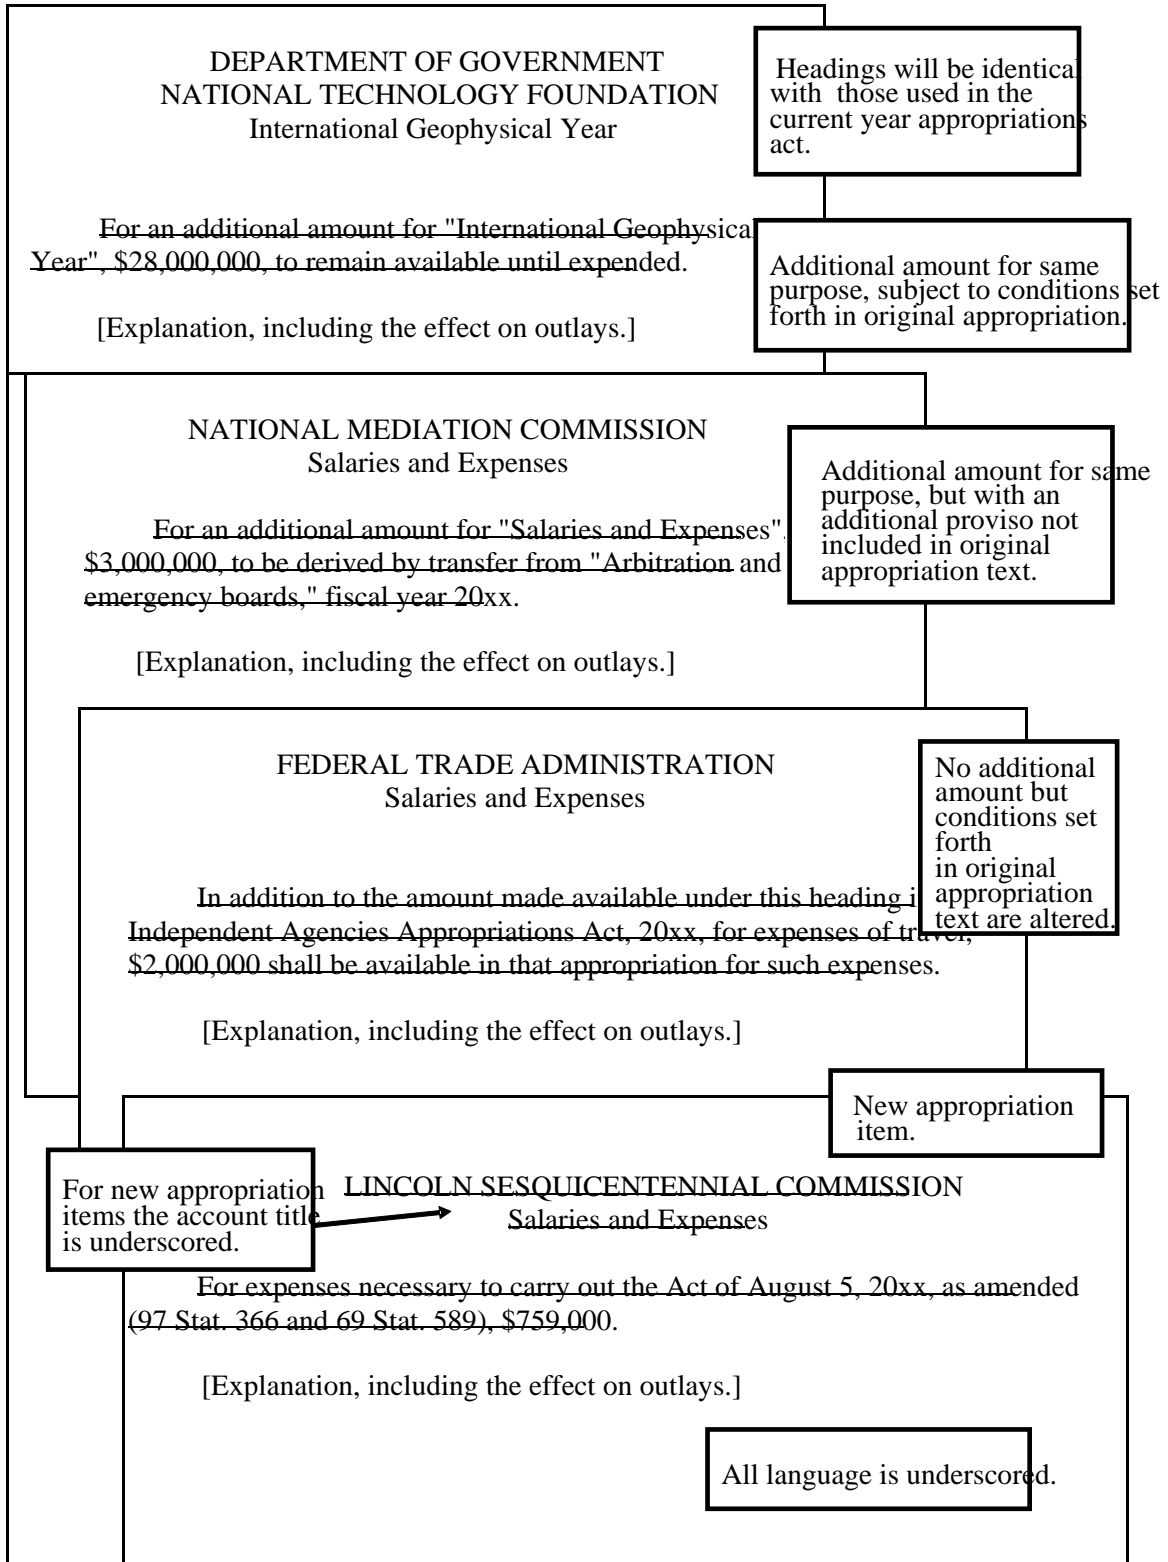 DEPARTMENT OF GOVERNMENT
NATIONAL TECHNOLOGY FOUNDATION
International Geophysical Year
Headings will be identical
with those used in the
current year appropriations
act.
For an additional amount for "International Geophysical
Year", $28,000,000, to remain available until expended.
Additional amount for same
purpose, subject to conditions set
forth in original appropriation.
[Explanation, including the effect on outlays.]
NATIONAL MEDIATION COMMISSION
Salaries and Expenses
Additional amount for same
purpose, but with an
additional proviso not
included in original
appropriation text.
For an additional amount for "Salaries and Expenses",
$3,000,000, to be derived by transfer from "Arbitration and
emergency boards," fiscal year 20xx.
[Explanation, including the effect on outlays.]
FEDERAL TRADE ADMINISTRATION
Salaries and Expenses
No additional
amount but
conditions set
forth
in original
appropriation
text are altered.
In addition to the amount made available under this heading
Independent Agencies Appropriations Act, 20xx, for expenses of travel,
$2,000,000 shall be available in that appropriation for such expenses.
[Explanation, including the effect on outlays.]
New appropriation
item.
For new appropriation
items the account title
is underscored.
LINCOLN SESQUICENTENNIAL COMMISSION
Salaries and Expenses
For expenses necessary to carry out the Act of August 5, 20xx, as amended
(97 Stat. 366 and 69 Stat. 589), $759,000.
[Explanation, including the effect on outlays.]
All language is underscored.